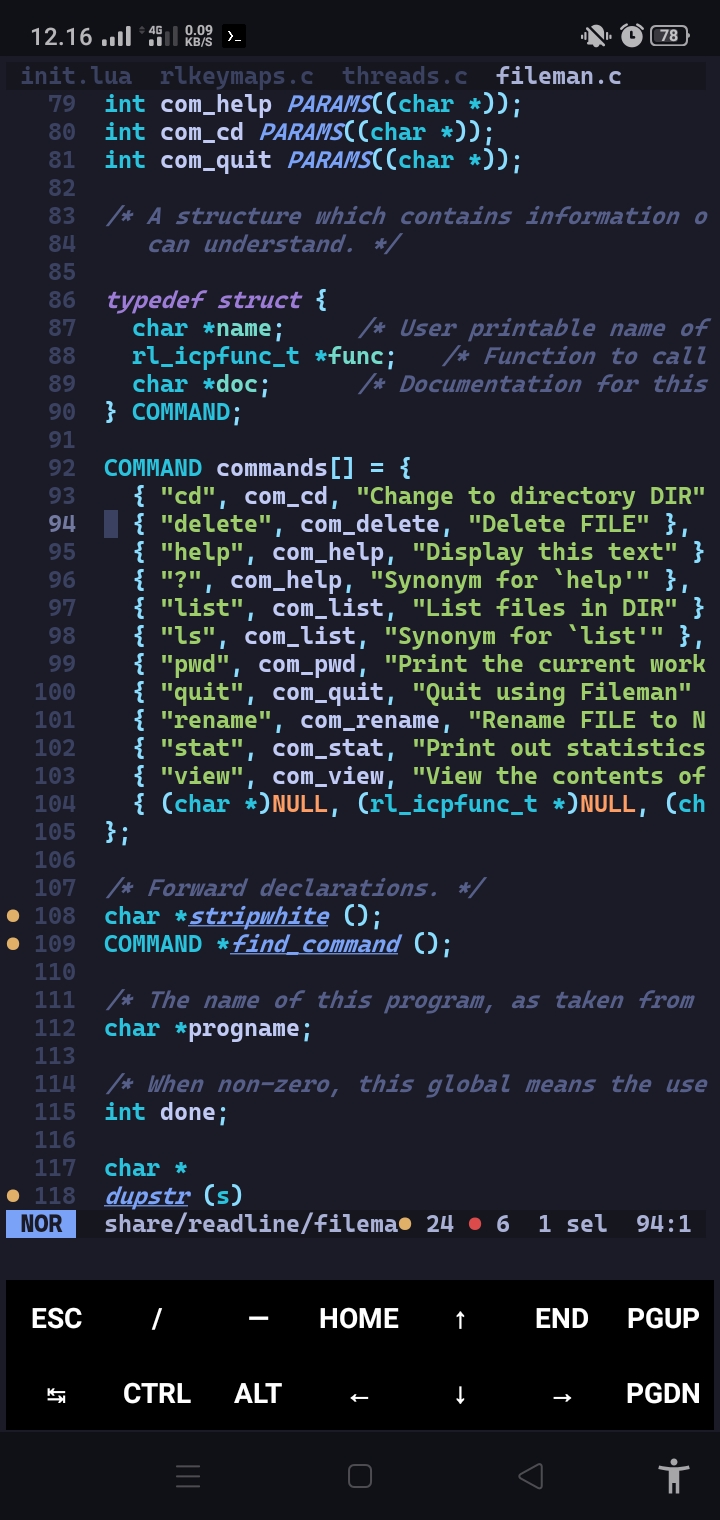 12.16 4G 0.09 KB/S >_ 78
init.lua rlkeymaps.c threads.c fileman.c
79 int com_help PARAMS((char *));
80 int com_cd PARAMS((char *));
81 int com_quit PARAMS((char *));
82
83 /* A structure which contains information o
84 can understand. */
85
86 typedef struct {
87 char *name; /* User printable name of
88 rl_icpfunc_t *func; /* Function to call
89 char *doc; /* Documentation for this
90 } COMMAND;
91
92 COMMAND commands[] = {
93 { "cd", com_cd, "Change to directory DIR"
94 { "delete", com_delete, "Delete FILE" },
95 { "help", com_help, "Display this text" }
96 { "?", com_help, "Synonym for `help'" },
97 { "list", com_list, "List files in DIR" }
98 { "ls", com_list, "Synonym for `list'" },
99 { "pwd", com_pwd, "Print the current work
100 { "quit", com_quit, "Quit using Fileman"
101 { "rename", com_rename, "Rename FILE to N
102 { "stat", com_stat, "Print out statistics
103 { "view", com_view, "View the contents of
104 { (char *)NULL, (rl_icpfunc_t *)NULL, (ch
105 };
106
107 /* Forward declarations. */
● 108 char *stripwhite ();
● 109 COMMAND *find_command ();
110
111 /* The name of this program, as taken from
112 char *progname;
113
114 /* When non-zero, this global means the use
115 int done;
116
117 char *
● 118 dupstr (s)
NOR share/readline/filema● 24 ● 6 1 sel 94:1
ESC / — HOME ↑ END PGUP
↹ CTRL ALT ← ↓ → PGDN